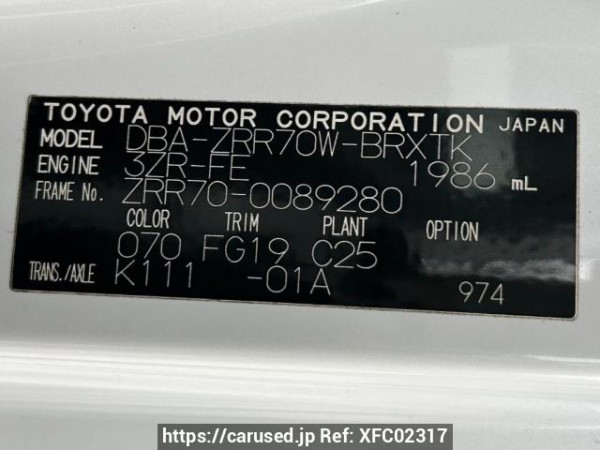 TOYOTA MOTOR CORPORATION JAPAN
MODEL DBA-ZRR70W-BRXTK
ENGINE 3ZR-FE 1986 mL
FRAME No. ZRR70-0089280
COLOR TRIM PLANT OPTION
070 FG19 C25
TRANS./AXLE K111 -01A 974
https://carused.jp Ref: XFC02317